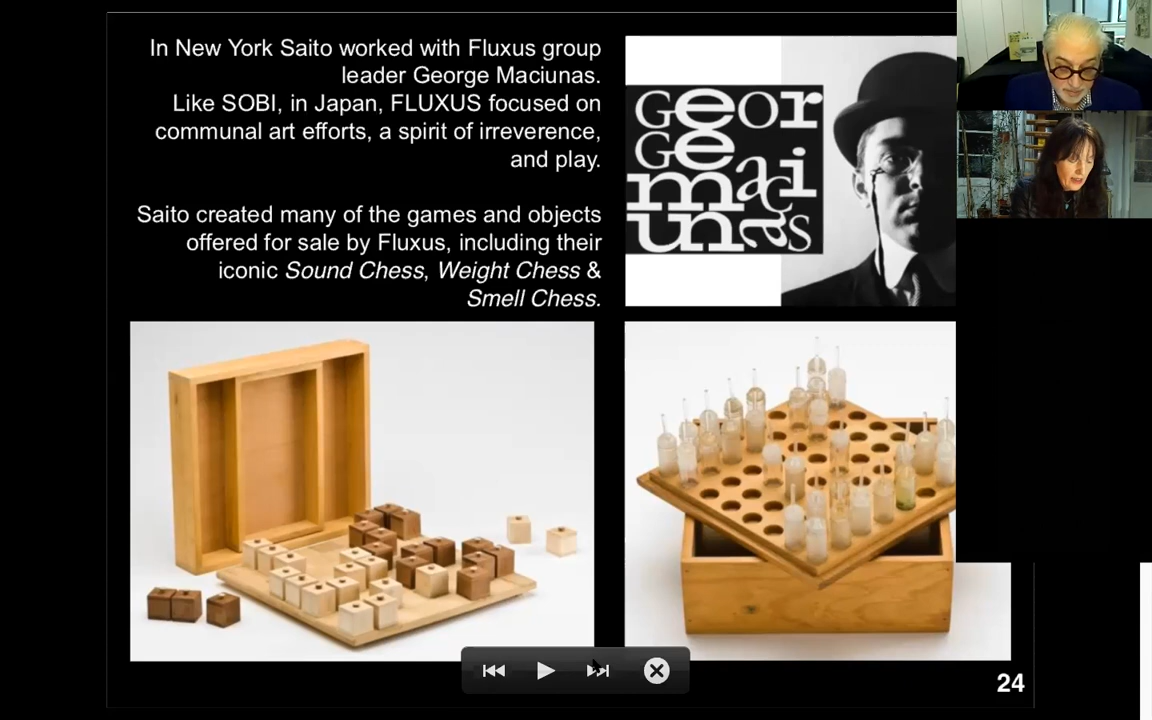 In New York Saito worked with Fluxus group
leader George Maciunas.
Like SOBI, in Japan, FLUXUS focused on
communal art efforts, a spirit of irreverence,
and play.
Saito created many of the games and objects
offered for sale by Fluxus, including their
iconic Sound Chess, Weight Chess &
Smell Chess.
GeOr
Ge
maci
unas
24